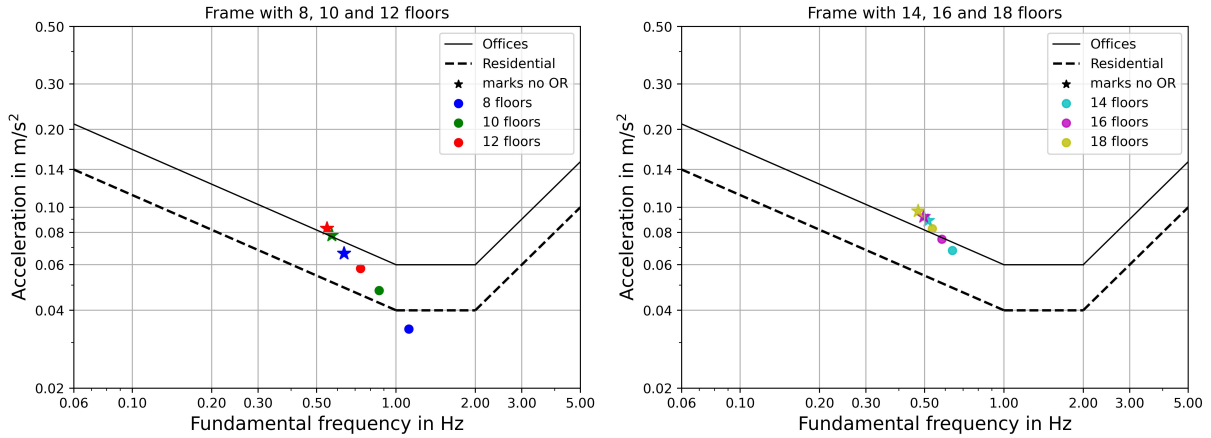 Frame with 8, 10 and 12 floors
0.50
0.30
0.20
0.14
0.10
0.08
0.06
0.04
0.02
Acceleration in m/s²
Offices
Residential
marks no OR
8 floors
10 floors
12 floors
0.06 0.10 0.20 0.30 0.50 1.00 2.00 3.00 5.00
Fundamental frequency in Hz
Frame with 14, 16 and 18 floors
0.50
0.30
0.20
0.14
0.10
0.08
0.06
0.04
0.02
Acceleration in m/s²
Offices
Residential
marks no OR
14 floors
16 floors
18 floors
0.06 0.10 0.20 0.30 0.50 1.00 2.00 3.00 5.00
Fundamental frequency in Hz